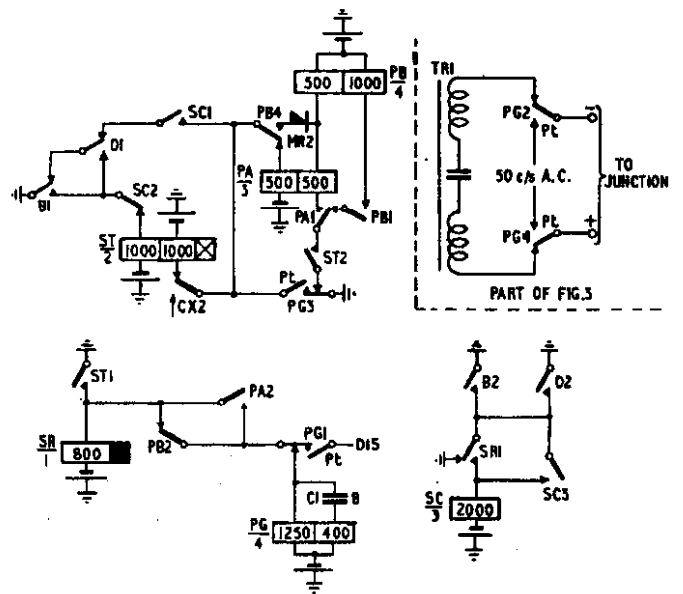 500 1000 PB/4
TR1
SC1
PB4
MR2
PG2
Pt
−
D1
PA/3 500 500
50 c/s A.C.
TO JUNCTION
B1
SC2
PA1
PB1
ST/2 1000 1000
ST2
Pt
PG4
+
Pt
CX2
PG3
PART OF FIG.3
ST1
PA2
B2
D2
SR/1 800
PB2
PG1
Pt
D15
SR1
SC3
C1 8
SC/3 2000
PG/4 1250 400